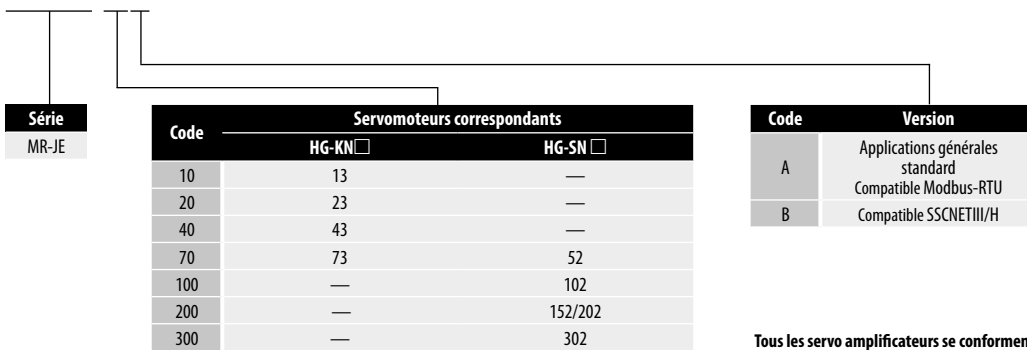 Série
MR-JE
Code Servomoteurs correspondants
HG-KN□ HG-SN □
10 13 —
20 23 —
40 43 —
70 73 52
100 — 102
200 — 152/202
300 — 302
Code Version
A Applications générales
standard
Compatible Modbus-RTU
B Compatible SSCNETIII/H
Tous les servo amplificateurs se conformen